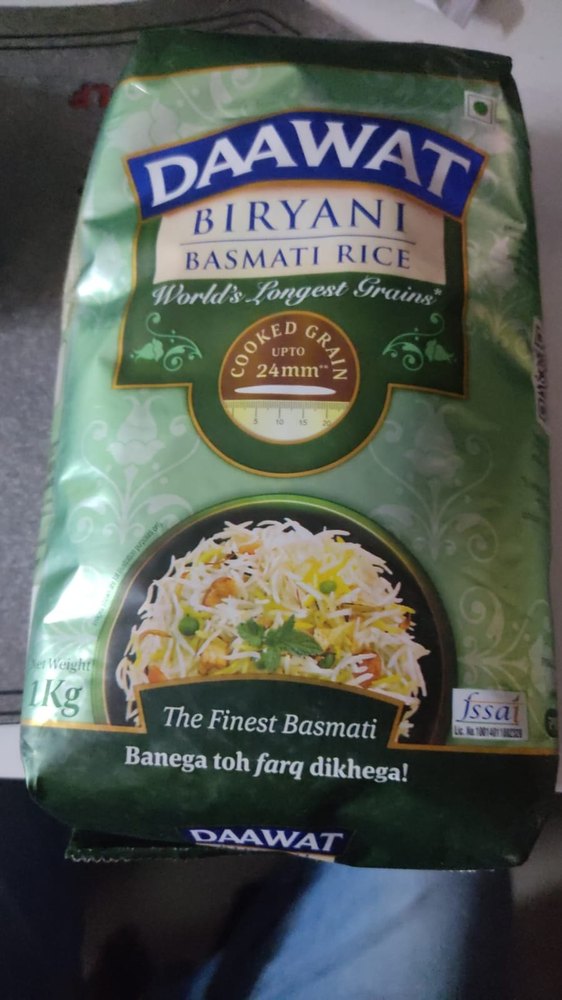 DAAWAT
BIRYANI
BASMATI RICE
World's Longest Grains*
COOKED GRAIN
UPTO
24mm**
5 10 15 20
Net Weight
1Kg
The Finest Basmati
Banega toh farq dikhega!
fssai
DAAWAT